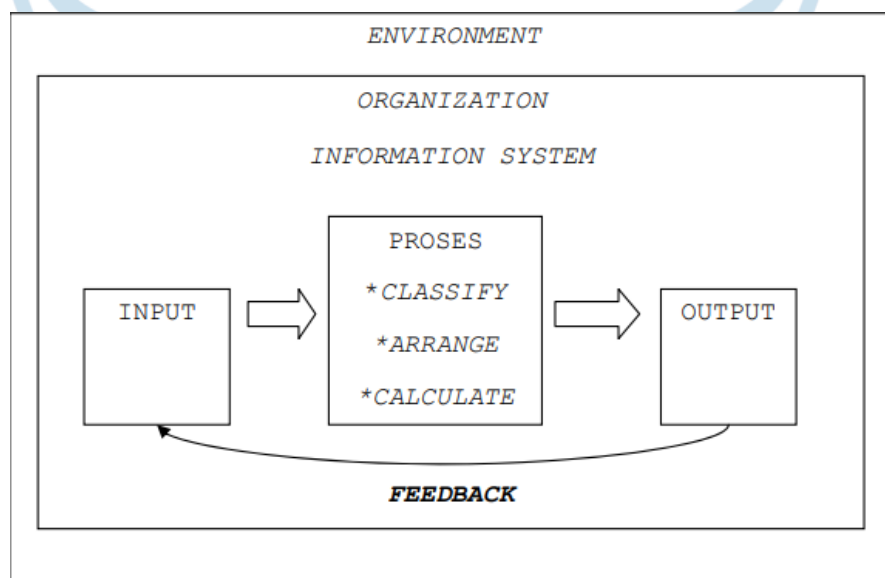 ENVIRONMENT
ORGANIZATION
INFORMATION SYSTEM
INPUT
PROSES
*CLASSIFY
*ARRANGE
*CALCULATE
OUTPUT
FEEDBACK